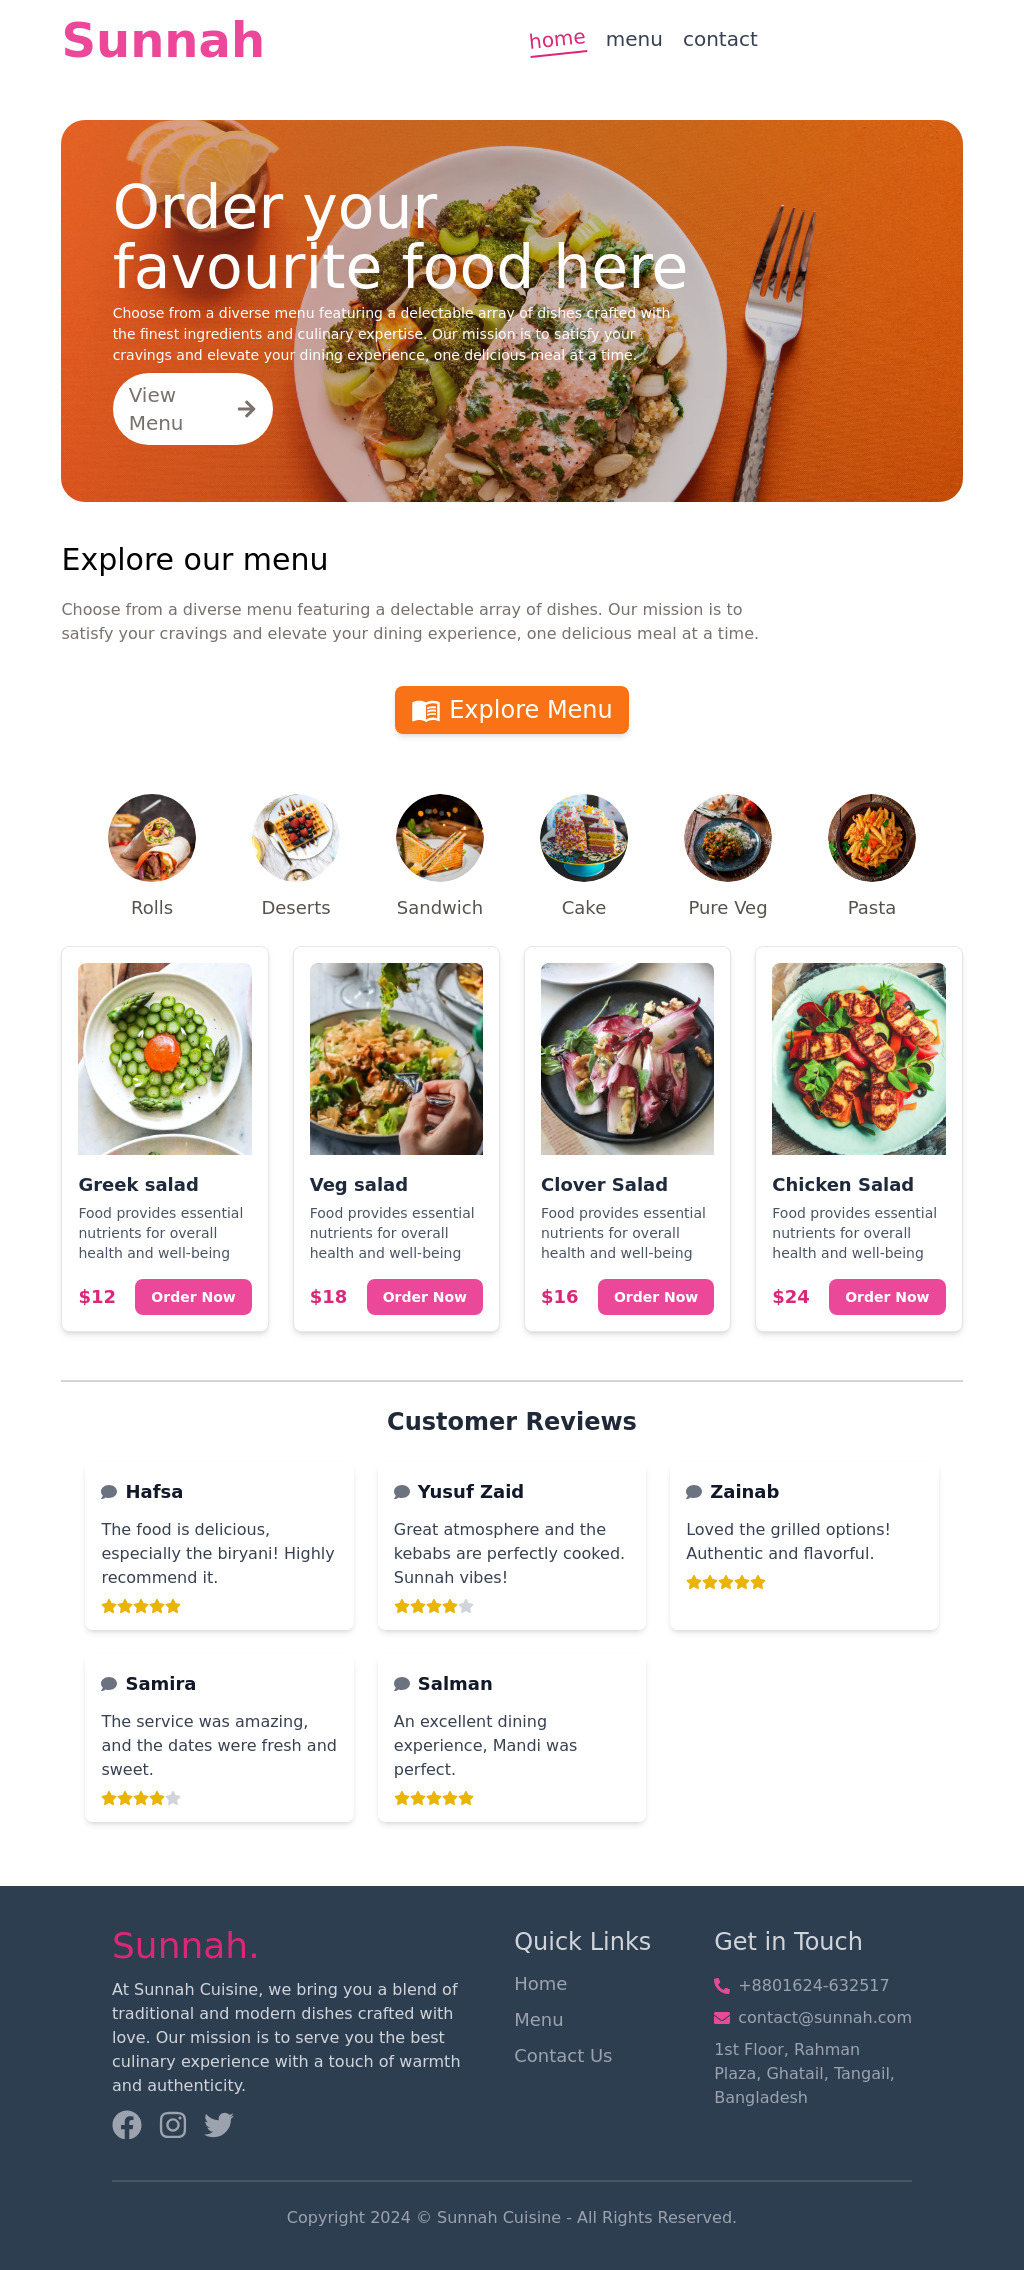 Sunnah
home menu contact
Order your
favourite food here
Choose from a diverse menu featuring a delectable array of dishes crafted with
the finest ingredients and culinary expertise. Our mission is to satisfy your
cravings and elevate your dining experience, one delicious meal at a time.
View
Menu
Explore our menu
Choose from a diverse menu featuring a delectable array of dishes. Our mission is to
satisfy your cravings and elevate your dining experience, one delicious meal at a time.
Explore Menu
Rolls
Deserts
Sandwich
Cake
Pure Veg
Pasta
Greek salad
Food provides essential
nutrients for overall
health and well-being
$12 Order Now
Veg salad
Food provides essential
nutrients for overall
health and well-being
$18 Order Now
Clover Salad
Food provides essential
nutrients for overall
health and well-being
$16 Order Now
Chicken Salad
Food provides essential
nutrients for overall
health and well-being
$24 Order Now
Customer Reviews
Hafsa
The food is delicious,
especially the biryani! Highly
recommend it.
Yusuf Zaid
Great atmosphere and the
kebabs are perfectly cooked.
Sunnah vibes!
Zainab
Loved the grilled options!
Authentic and flavorful.
Samira
The service was amazing,
and the dates were fresh and
sweet.
Salman
An excellent dining
experience, Mandi was
perfect.
Sunnah.
At Sunnah Cuisine, we bring you a blend of
traditional and modern dishes crafted with
love. Our mission is to serve you the best
culinary experience with a touch of warmth
and authenticity.
Quick Links
Home
Menu
Contact Us
Get in Touch
+8801624-632517
contact@sunnah.com
1st Floor, Rahman
Plaza, Ghatail, Tangail,
Bangladesh
Copyright 2024 © Sunnah Cuisine - All Rights Reserved.